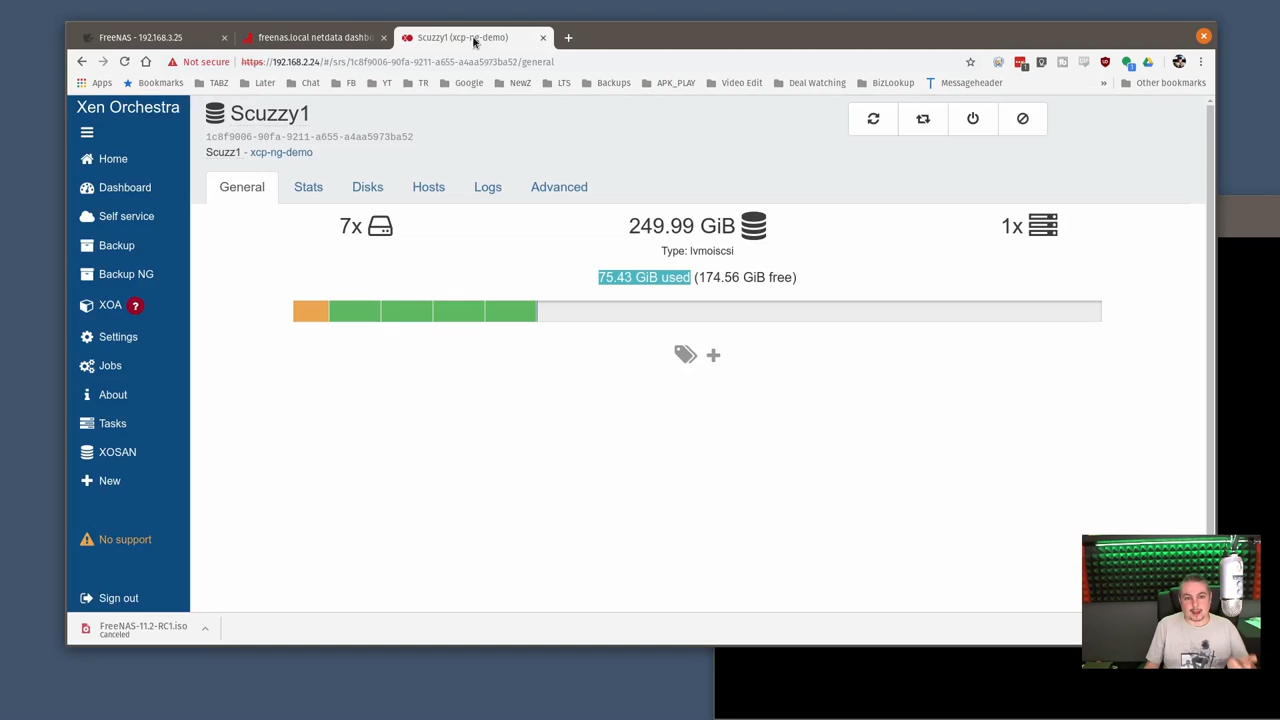 FreeNAS - 192.168.3.25
freenas.local netdata dashb
Scuzzy1 (xcp-ng-demo)
Not secure
https://192.168.2.24/#/srs/1c8f9006-90fa-9211-a655-a4aa5973ba52/general
Apps
Bookmarks
TABZ
Later
Chat
FB
YT
TR
Google
NewZ
LTS
Backups
APK_PLAY
Video Edit
Deal Watching
BizLookup
Messageheader
»
Other bookmarks
Xen Orchestra
Home
Dashboard
Self service
Backup
Backup NG
XOA ?
Settings
Jobs
About
Tasks
XOSAN
New
No support
Sign out
Scuzzy1
1c8f9006-90fa-9211-a655-a4aa5973ba52
Scuzz1 - xcp-ng-demo
General
Stats
Disks
Hosts
Logs
Advanced
7x
249.99 GiB
1x
Type: lvmoiscsi
75.43 GiB used (174.56 GiB free)
FreeNAS-11.2-RC1.iso
Canceled